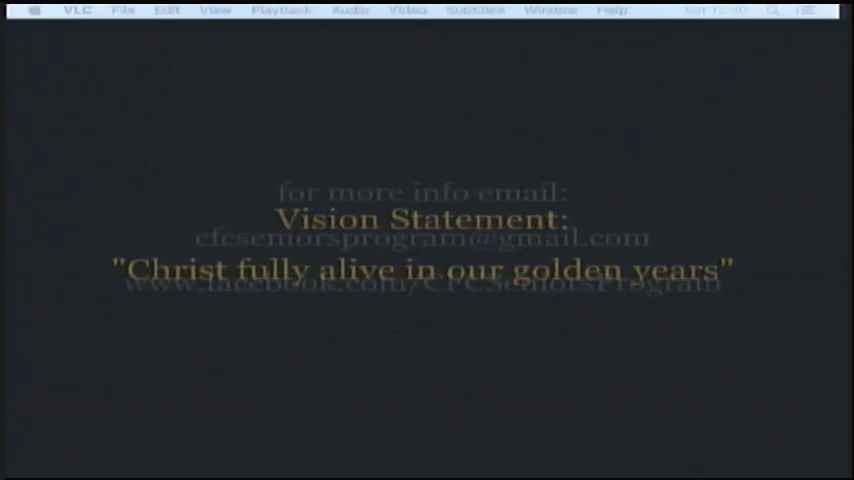 VLC File Edit View Playback Audio Video Subtitles Window Help
for more info email:
Vision Statement:
cfcseniorsprogram@gmail.com
"Christ fully alive in our golden years"
www.facebook.com/CFCSeniorsProgram